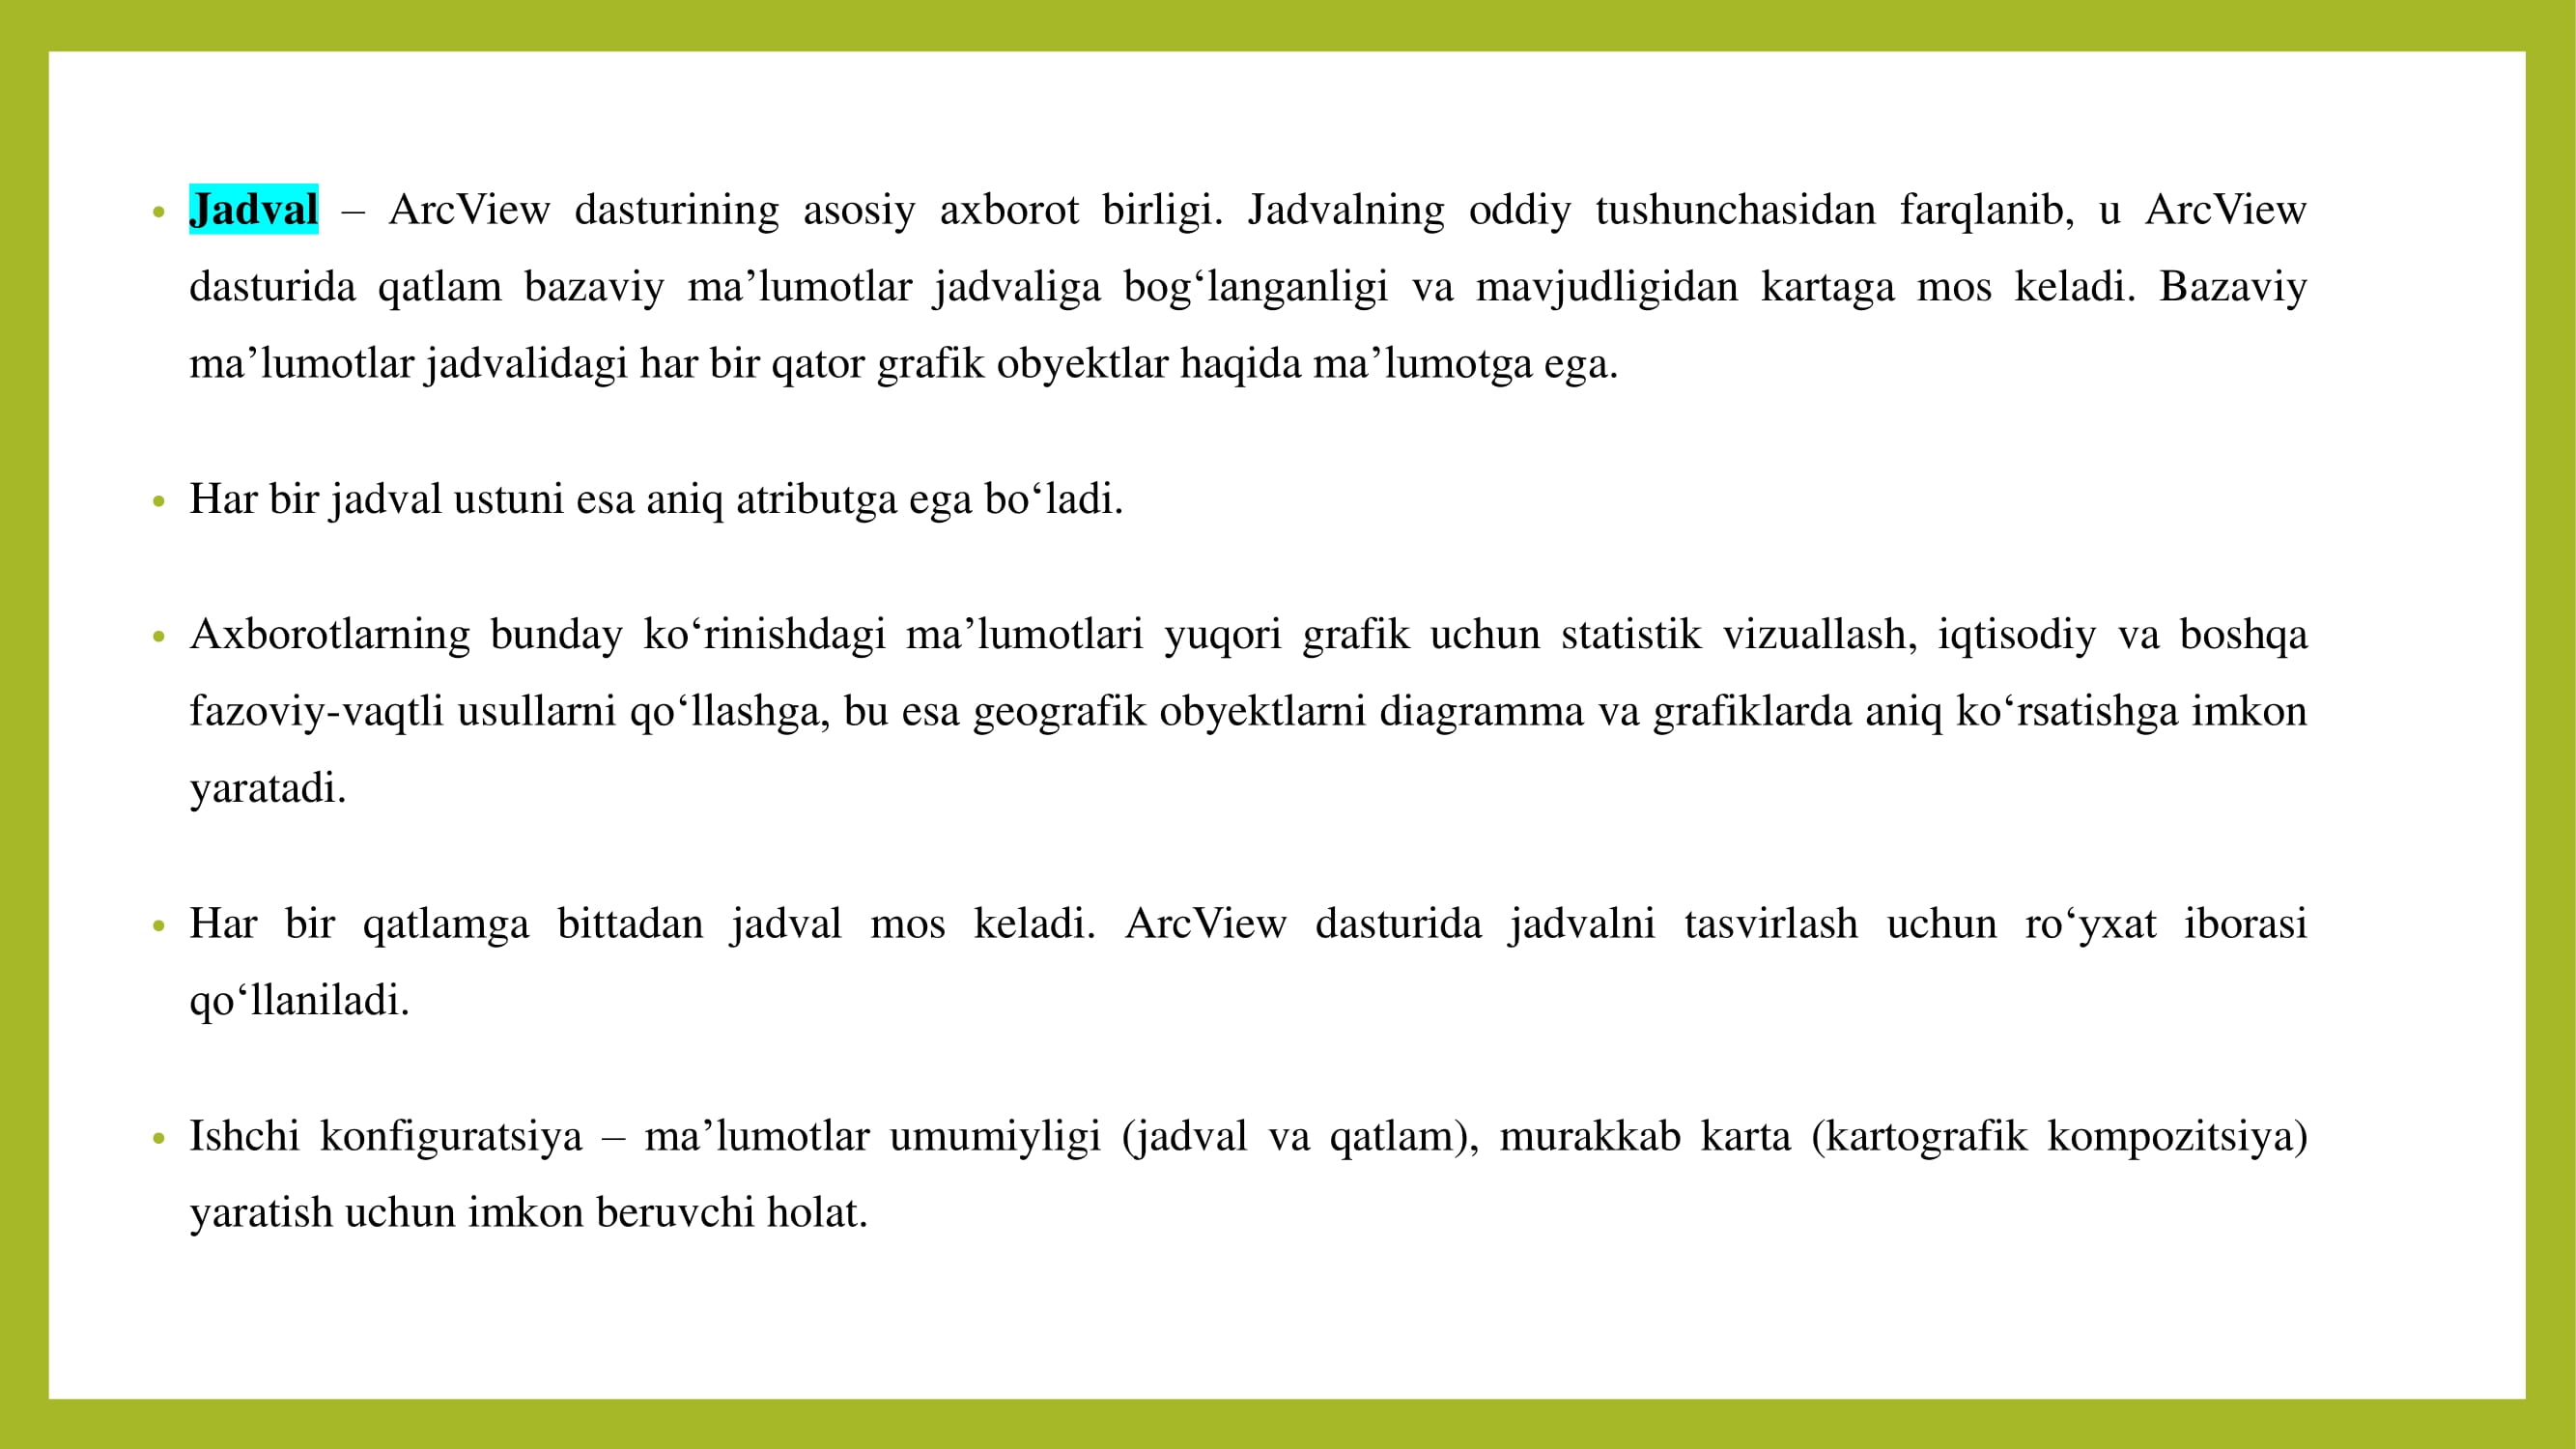 • Jadval – ArcView dasturining asosiy axborot birligi. Jadvalning oddiy tushunchasidan farqlanib, u ArcView
dasturida qatlam bazaviy ma’lumotlar jadvaliga bog‘langanligi va mavjudligidan kartaga mos keladi. Bazaviy
ma’lumotlar jadvalidagi har bir qator grafik obyektlar haqida ma’lumotga ega.
• Har bir jadval ustuni esa aniq atributga ega bo‘ladi.
• Axborotlarning bunday ko‘rinishdagi ma’lumotlari yuqori grafik uchun statistik vizuallash, iqtisodiy va boshqa
fazoviy-vaqtli usullarni qo‘llashga, bu esa geografik obyektlarni diagramma va grafiklarda aniq ko‘rsatishga imkon
yaratadi.
• Har bir qatlamga bittadan jadval mos keladi. ArcView dasturida jadvalni tasvirlash uchun ro‘yxat iborasi
qo‘llaniladi.
• Ishchi konfiguratsiya – ma’lumotlar umumiyligi (jadval va qatlam), murakkab karta (kartografik kompozitsiya)
yaratish uchun imkon beruvchi holat.